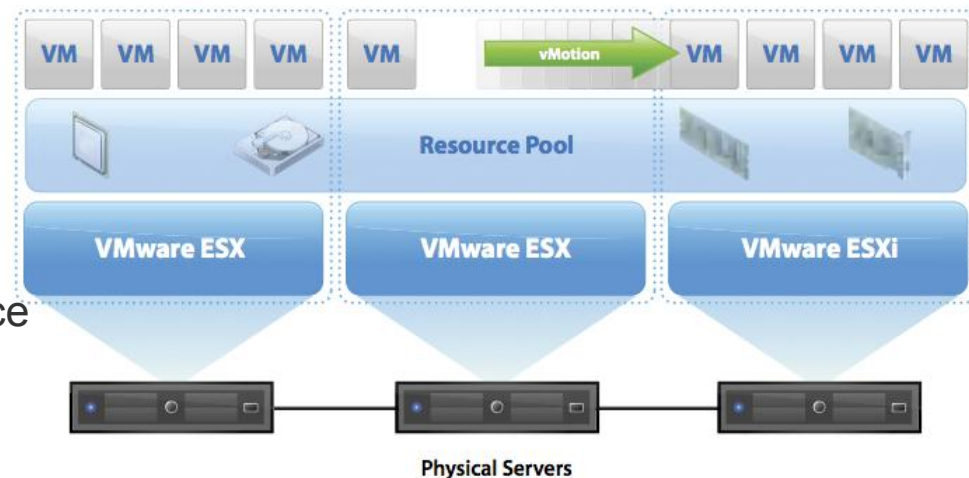 VM VM VM VM VM vMotion VM VM VM VM
Resource Pool
VMware ESX VMware ESX VMware ESXi
ce
Physical Servers